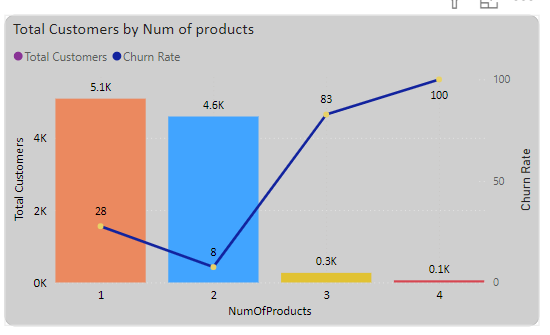 Total Customers by Num of products
Total Customers Churn Rate
5.1K
4.6K
83
100
100
4K
28
50
2K
8
0.3K
0.1K
0K
0
1 2 3 4
NumOfProducts
Total Customers
Churn Rate